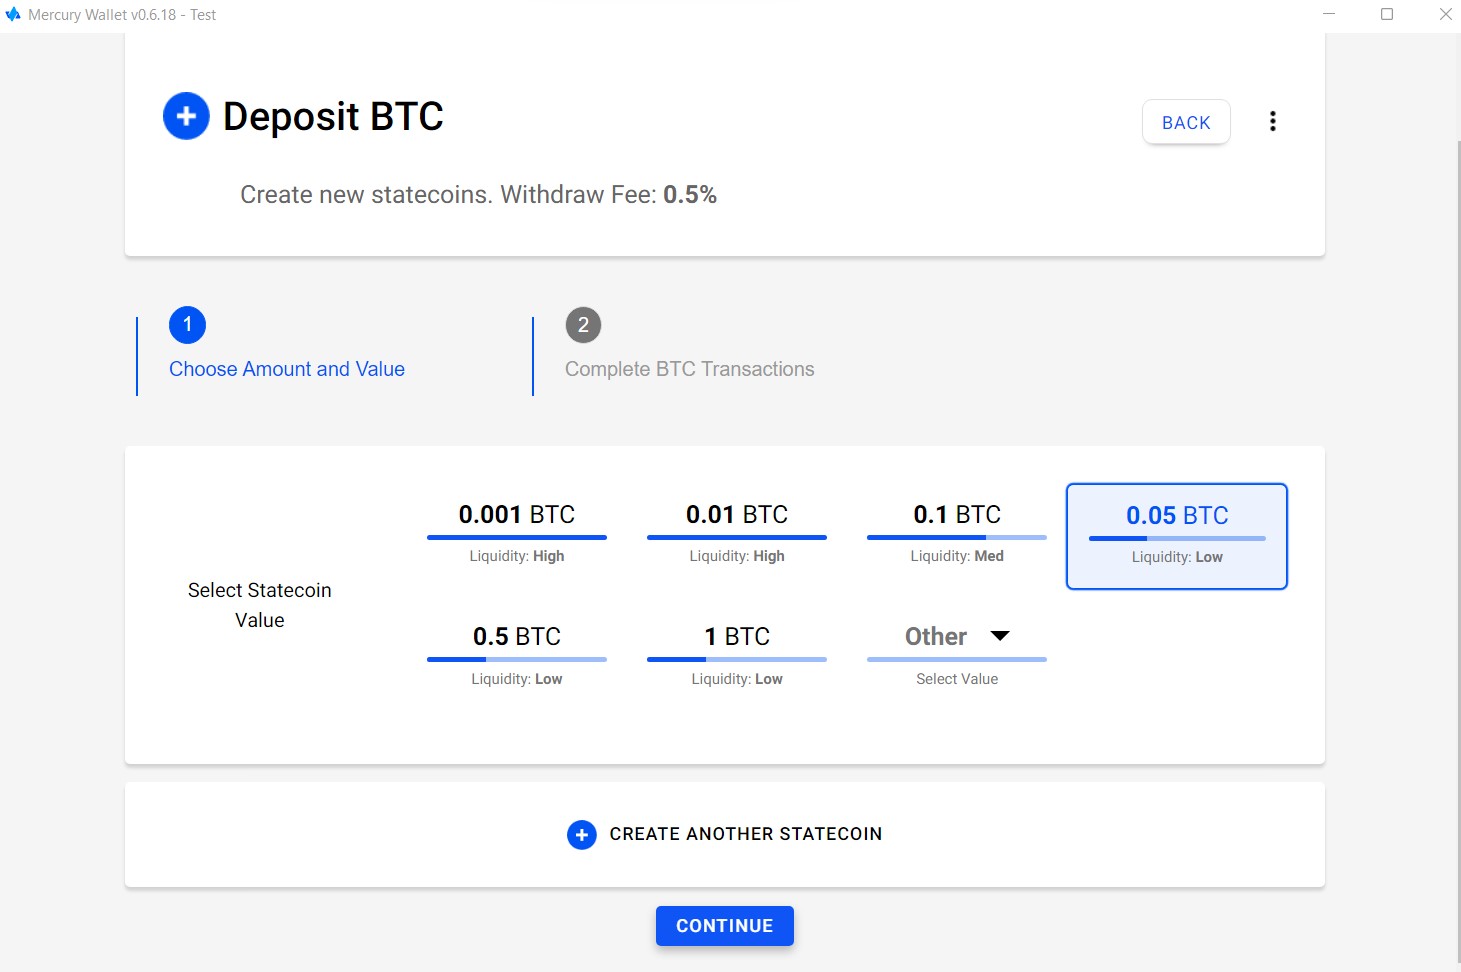 Mercury Wallet v0.6.18 - Test
Deposit BTC
BACK
Create new statecoins. Withdraw Fee: 0.5%
1
Choose Amount and Value
2
Complete BTC Transactions
Select Statecoin
Value
0.001 BTC
Liquidity: High
0.01 BTC
Liquidity: High
0.1 BTC
Liquidity: Med
0.05 BTC
Liquidity: Low
0.5 BTC
Liquidity: Low
1 BTC
Liquidity: Low
Other
Select Value
CREATE ANOTHER STATECOIN
CONTINUE